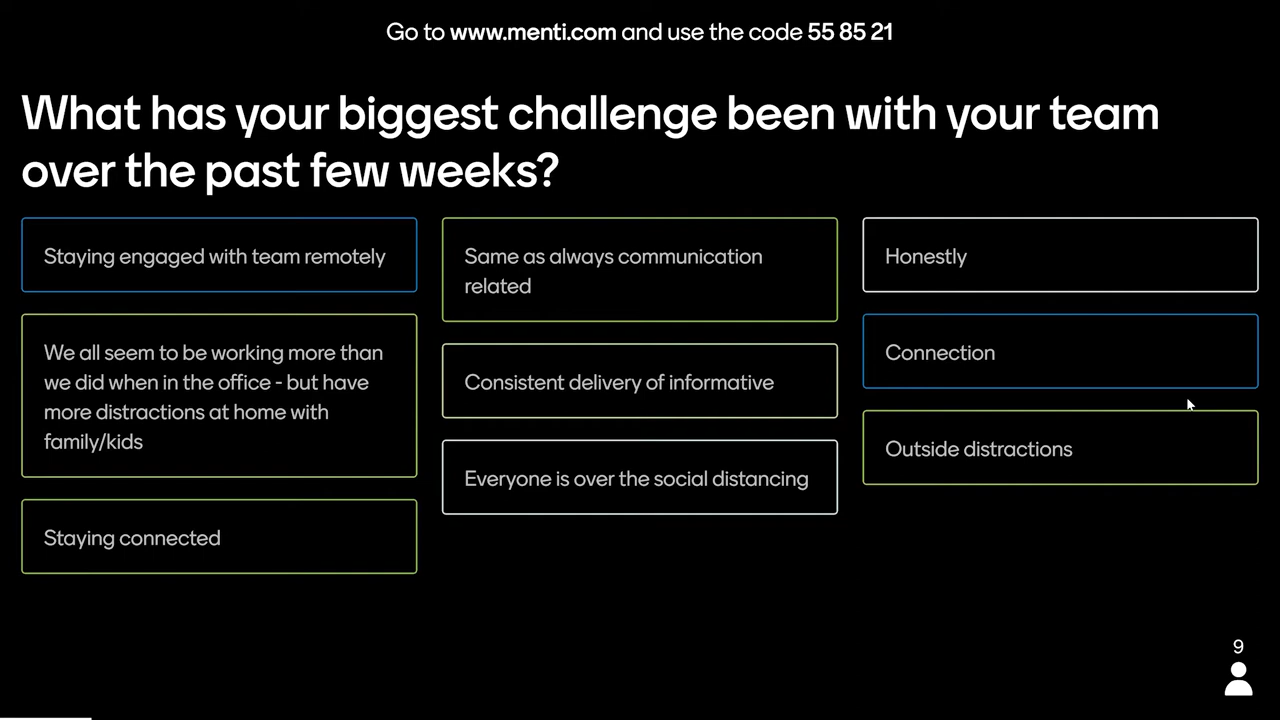 Go to www.menti.com and use the code 55 85 21
What has your biggest challenge been with your team
over the past few weeks?
Staying engaged with team remotely
We all seem to be working more than
we did when in the office - but have
more distractions at home with
family/kids
Staying connected
Same as always communication
related
Consistent delivery of informative
Everyone is over the social distancing
Honestly
Connection
Outside distractions
9